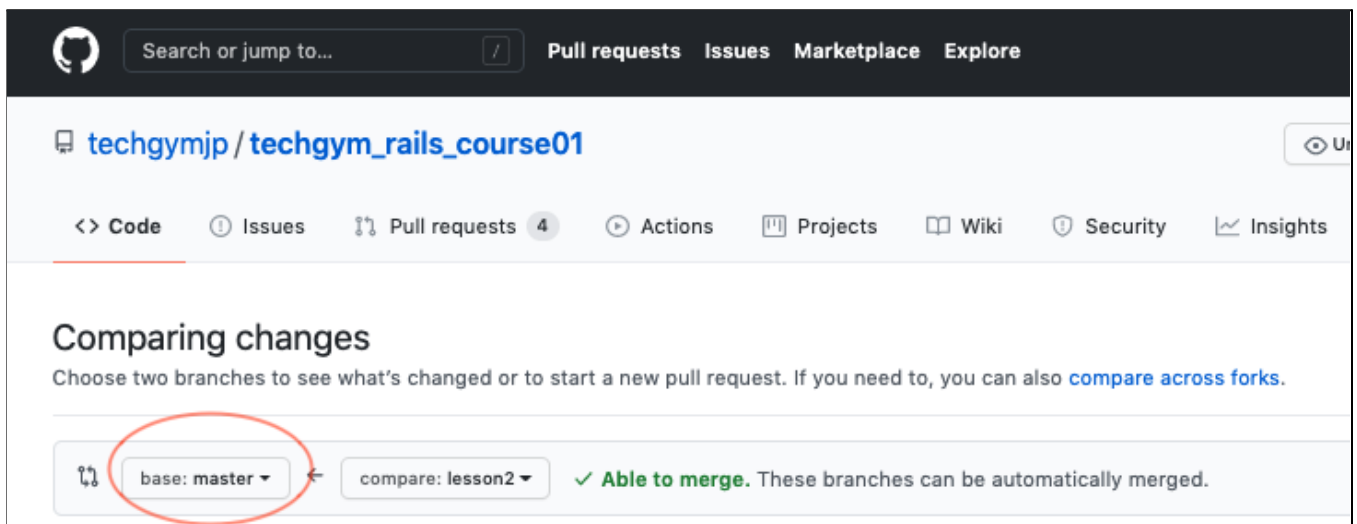 Search or jump to... / Pull requests Issues Marketplace Explore
techgymjp / techgym_rails_course01
<> Code Issues Pull requests 4 Actions Projects Wiki Security Insights
Comparing changes
Choose two branches to see what's changed or to start a new pull request. If you need to, you can also compare across forks.
base: master ← compare: lesson2 ✓ Able to merge. These branches can be automatically merged.